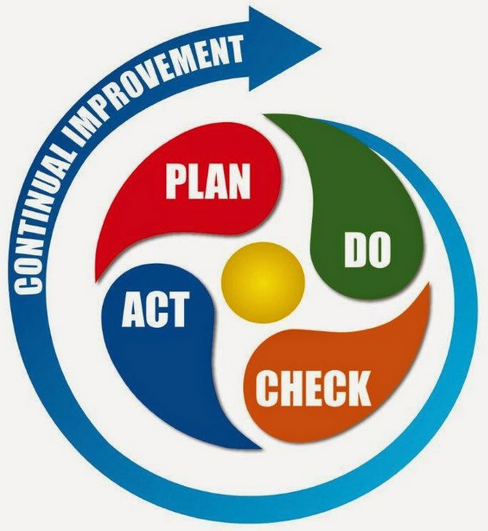 CONTINUAL IMPROVEMENT
PLAN
DO
CHECK
ACT